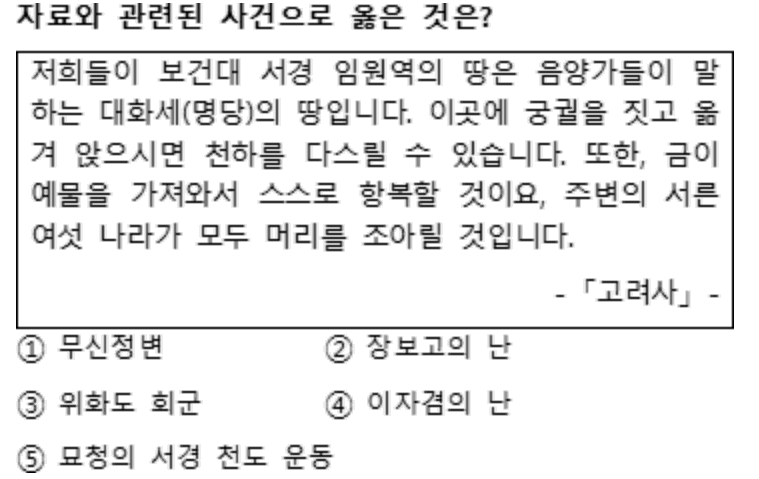 자료와 관련된 사건으로 옳은 것은?
저희들이 보건대 서경 임원역의 땅은 음양가들이 말
하는 대화세(명당)의 땅입니다. 이곳에 궁궐을 짓고 옮
겨 앉으시면 천하를 다스릴 수 있습니다. 또한, 금이
예물을 가져와서 스스로 항복할 것이요, 주변의 서른
여섯 나라가 모두 머리를 조아릴 것입니다.
-「고려사」-
① 무신정변 ② 장보고의 난
③ 위화도 회군 ④ 이자겸의 난
⑤ 묘청의 서경 천도 운동